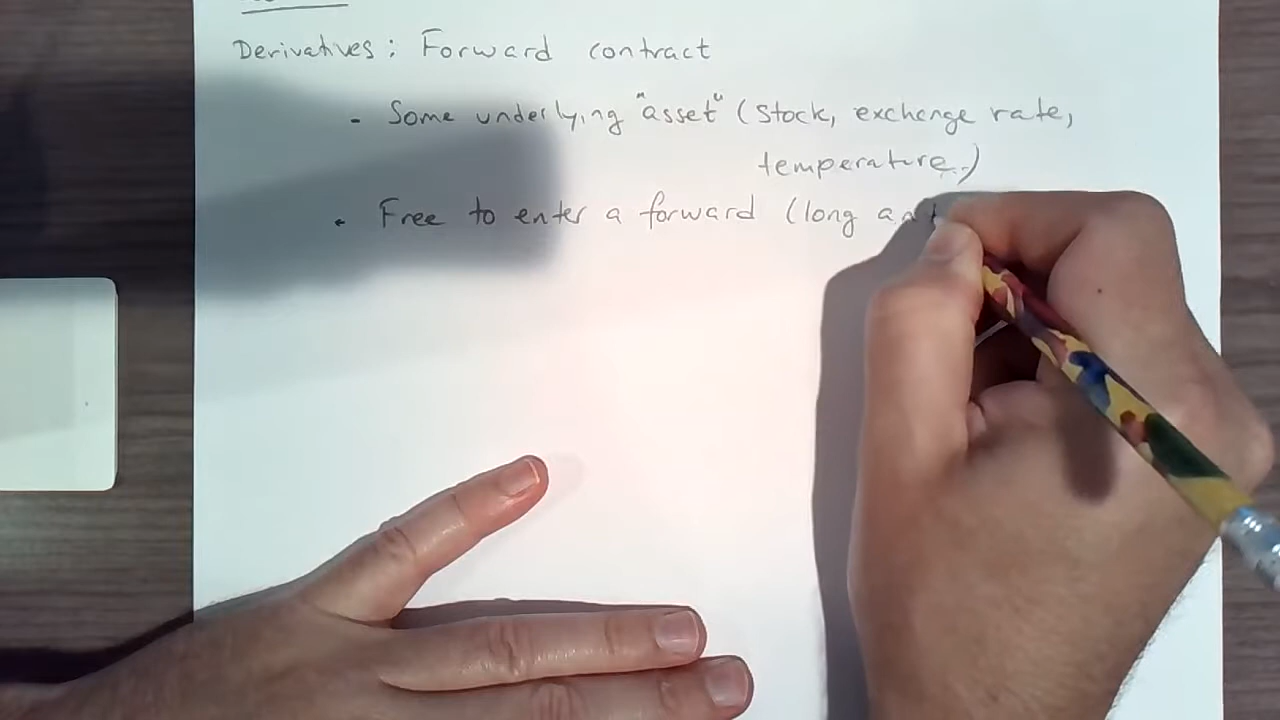 Derivatives: Forward contract
- Some underlying "asset" (stock, exchange rate,
temperature.)
- Free to enter a forward (long